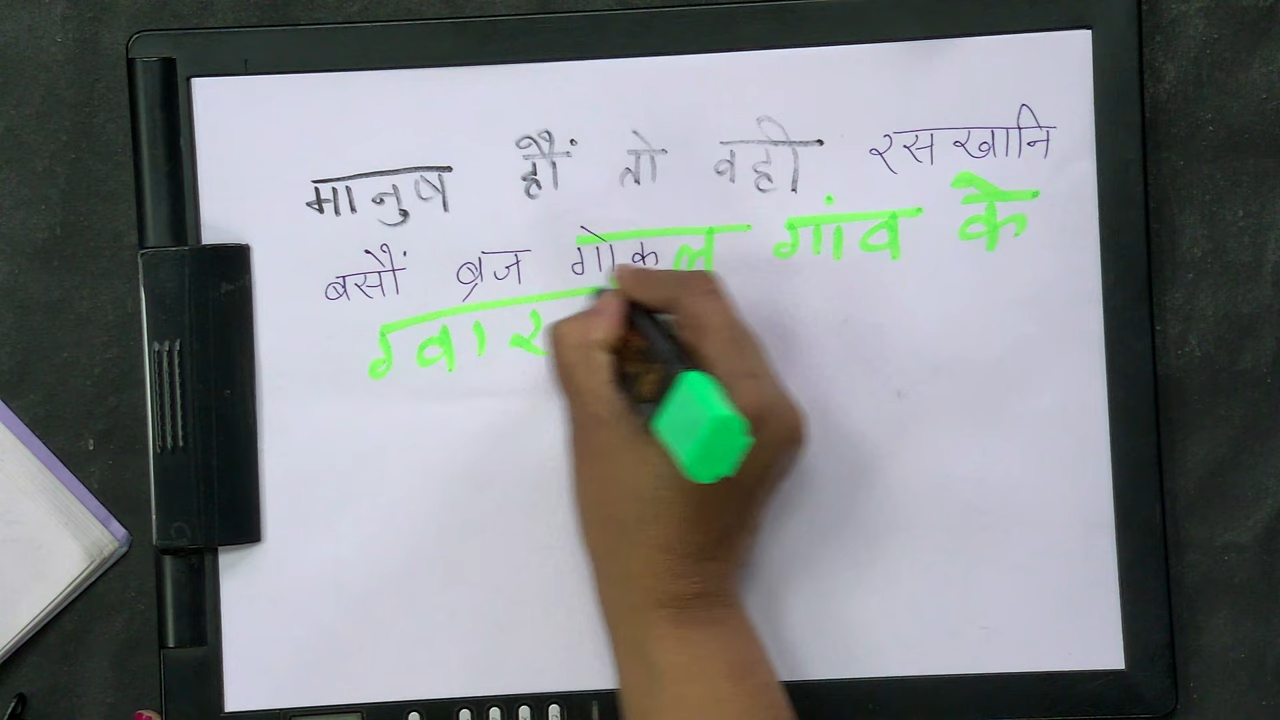 मानुष हौं तो वही रसखानि
बसौं ब्रज गोकुल गांव के
ग्वार